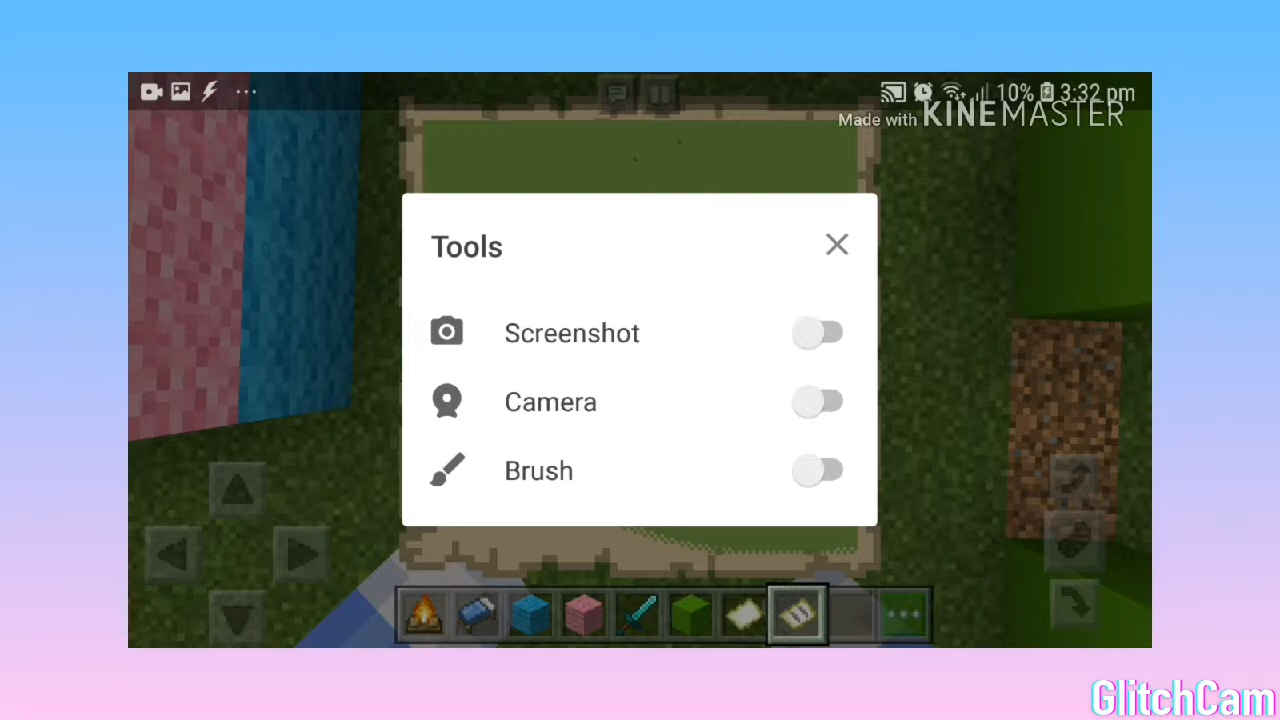 10% 3:32 pm
Made with KINEMASTER
Tools
Screenshot
Camera
Brush
GlitchCam